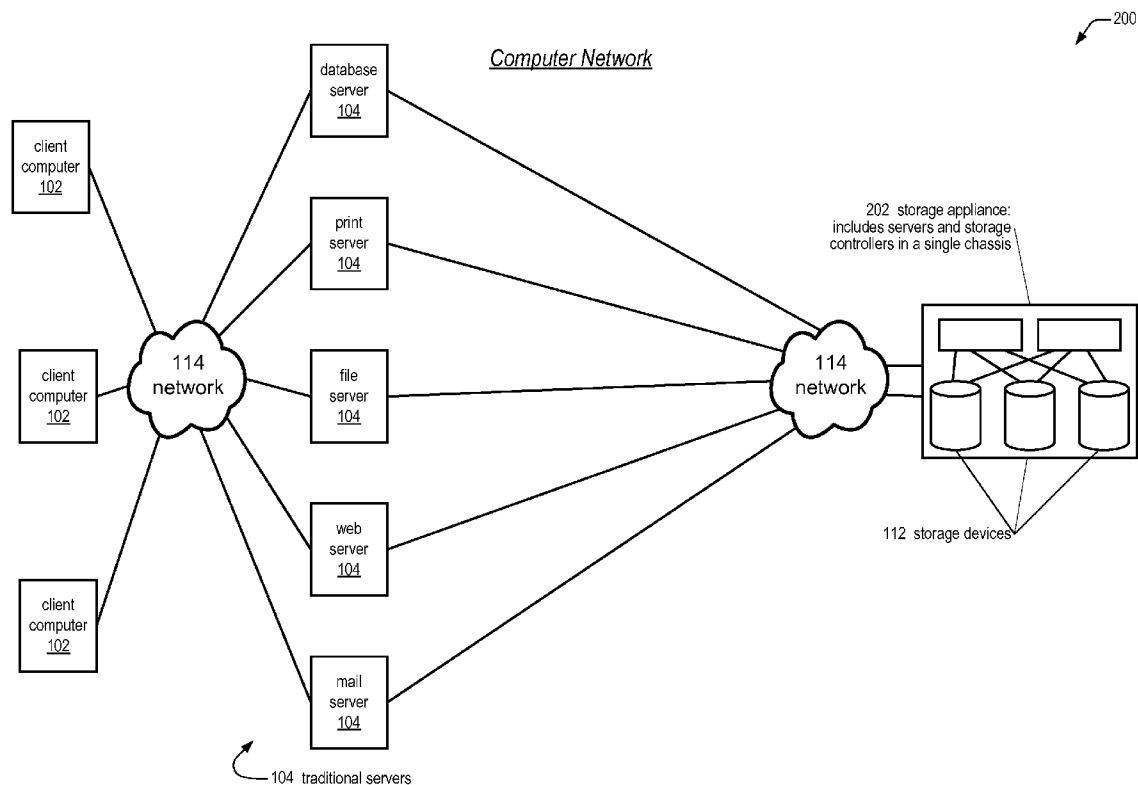 200
Computer Network
database
server
104
client
computer
102
print
server
104
202 storage appliance:
includes servers and storage
controllers in a single chassis
114
network
114
network
client
computer
102
file
server
104
web
server
104
112 storage devices
client
computer
102
mail
server
104
104 traditional servers